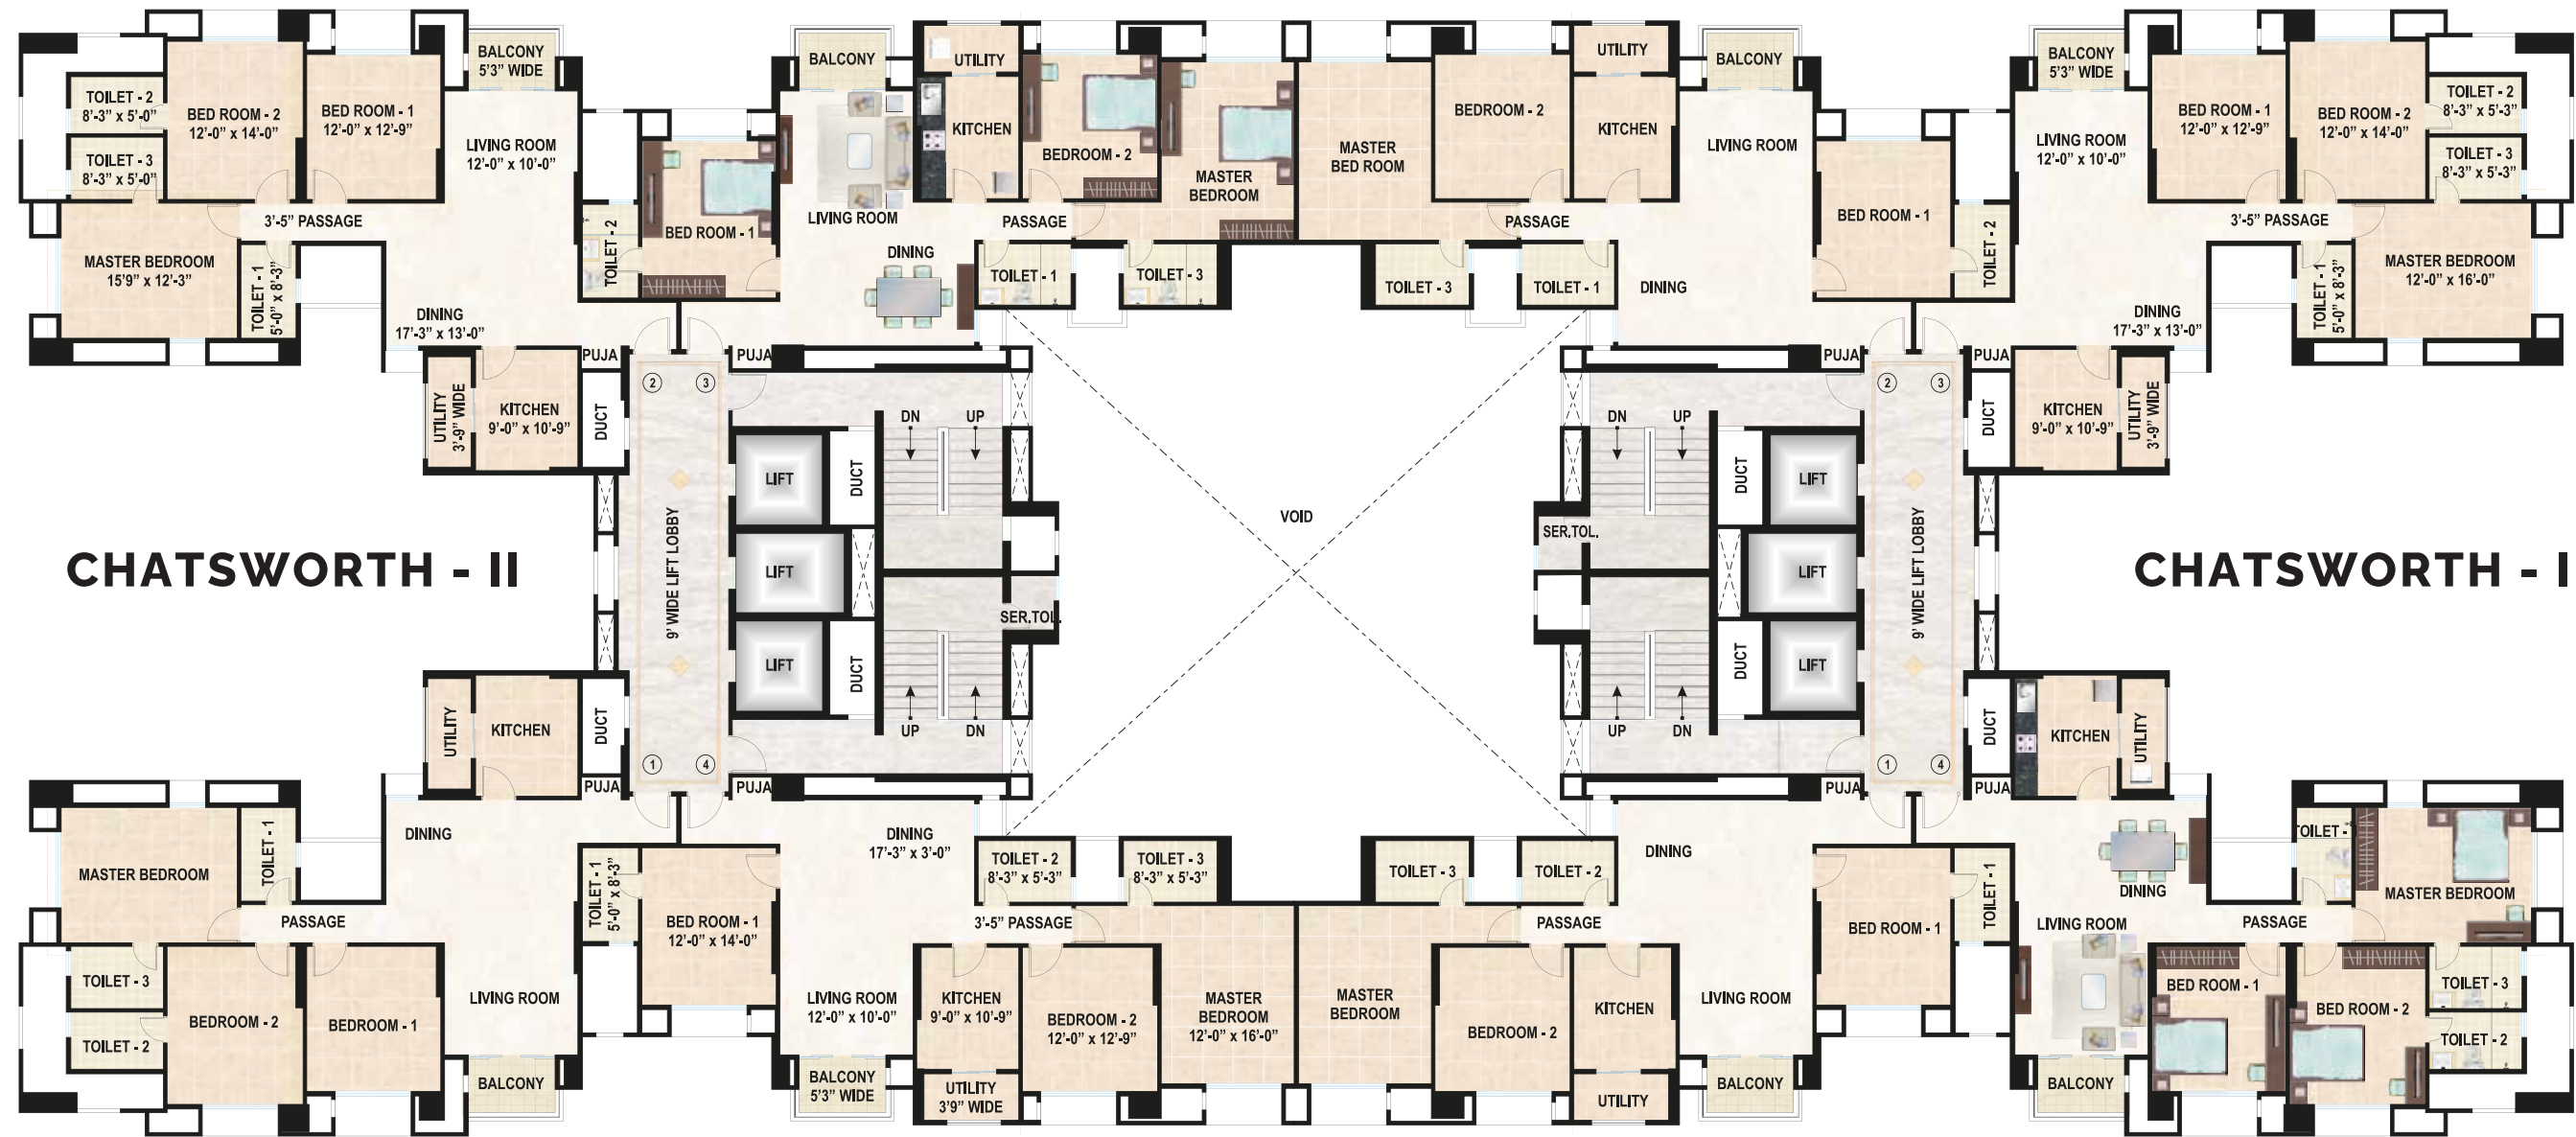 BALCONY
5'3" WIDE
TOILET - 2
8'-3" x 5'-0"
BED ROOM - 2
12'-0" x 14'-0"
BED ROOM - 1
12'-0" x 12'-9"
LIVING ROOM
12'-0" x 10'-0"
TOILET - 3
8'-3" x 5'-0"
3'-5" PASSAGE
MASTER BEDROOM
15'9" x 12'-3"
TOILET - 1
5'-0" x 8'-3"
DINING
17'-3" x 13'-0"
UTILITY
3'-9" WIDE
KITCHEN
9'-0" x 10'-9"
PUJA
DUCT
TOILET - 2
BED ROOM - 1
BALCONY
LIVING ROOM
DINING
UTILITY
KITCHEN
BEDROOM - 2
MASTER
BEDROOM
PASSAGE
TOILET - 1
TOILET - 3
PUJA
MASTER
BED ROOM
BEDROOM - 2
UTILITY
KITCHEN
BALCONY
LIVING ROOM
PASSAGE
TOILET - 3
TOILET - 1
DINING
BED ROOM - 1
TOILET - 2
PUJA
BALCONY
5'3" WIDE
LIVING ROOM
12'-0" x 10'-0"
BED ROOM - 1
12'-0" x 12'-9"
BED ROOM - 2
12'-0" x 14'-0"
TOILET - 2
8'-3" x 5'-3"
TOILET - 3
8'-3" x 5'-3"
3'-5" PASSAGE
TOILET - 1
5'-0" x 8'-3"
MASTER BEDROOM
12'-0" x 16'-0"
DINING
17'-3" x 13'-0"
PUJA
DUCT
KITCHEN
9'-0" x 10'-9"
UTILITY
3'-9" WIDE
CHATSWORTH - II
2
3
9' WIDE LIFT LOBBY
1
4
LIFT
LIFT
LIFT
DUCT
DUCT
DN
UP
SER.TOL.
UP
DN
VOID
DN
UP
SER.TOL.
UP
DN
DUCT
DUCT
LIFT
LIFT
LIFT
2
3
9' WIDE LIFT LOBBY
1
4
CHATSWORTH - I
UTILITY
KITCHEN
DUCT
PUJA
DINING
MASTER BEDROOM
TOILET - 1
PASSAGE
TOILET - 3
TOILET - 2
BEDROOM - 2
BEDROOM - 1
LIVING ROOM
BALCONY
PUJA
TOILET - 1
5'-0" x 8'-3"
BED ROOM - 1
12'-0" x 14'-0"
DINING
17'-3" x 3'-0"
TOILET - 2
8'-3" x 5'-3"
TOILET - 3
8'-3" x 5'-3"
3'-5" PASSAGE
LIVING ROOM
12'-0" x 10'-0"
KITCHEN
9'-0" x 10'-9"
BEDROOM - 2
12'-0" x 12'-9"
MASTER
BEDROOM
12'-0" x 16'-0"
BALCONY
5'3" WIDE
UTILITY
3'9" WIDE
PUJA
DINING
TOILET - 3
TOILET - 2
PASSAGE
MASTER
BEDROOM
BEDROOM - 2
KITCHEN
UTILITY
LIVING ROOM
BALCONY
BED ROOM - 1
TOILET - 1
DUCT
PUJA
KITCHEN
UTILITY
DINING
TOILET -
MASTER BEDROOM
LIVING ROOM
PASSAGE
BED ROOM - 1
BED ROOM - 2
TOILET - 3
TOILET - 2
BALCONY